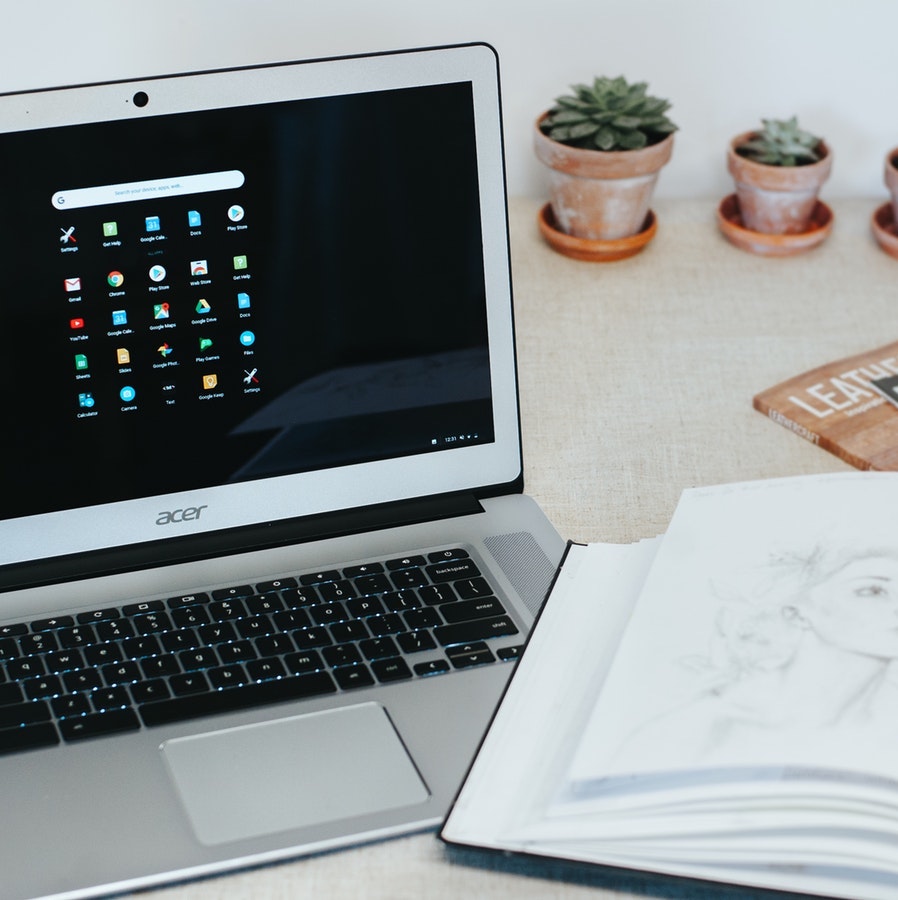 Search your device, apps, web...
Settings
Get Help
Google Cale...
Docs
Play Store
ALL APPS
Gmail
Chrome
Play Store
Web Store
Get Help
YouTube
Google Cale...
Google Maps
Google Drive
Docs
Sheets
Slides
Google Phot...
Play Games
Files
Calculator
Camera
Text
Google Keep
Settings
12:31
acer
backspace
q w e r t y u i o p
enter
a s d f g h j k l
shift
z x c v b n m
LEATHE
LEATHERCRAFT